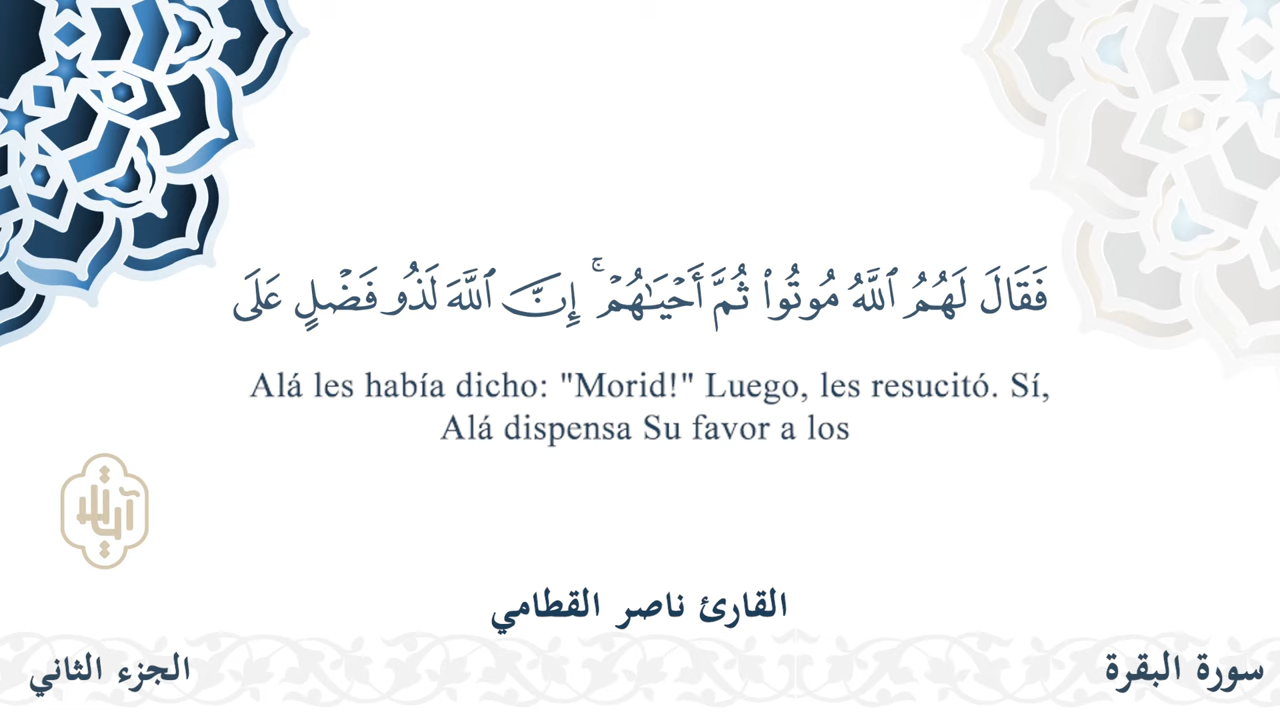 فَقَالَ لَهُمُ ٱللَّهُ مُوتُوا۟ ثُمَّ أَحْيَـٰهُمْ ۚ إِنَّ ٱللَّهَ لَذُو فَضْلٍ عَلَى
Alá les había dicho: "Morid!" Luego, les resucitó. Sí,
Alá dispensa Su favor a los
القارئ ناصر القطامي
سورة البقرة
الجزء الثاني